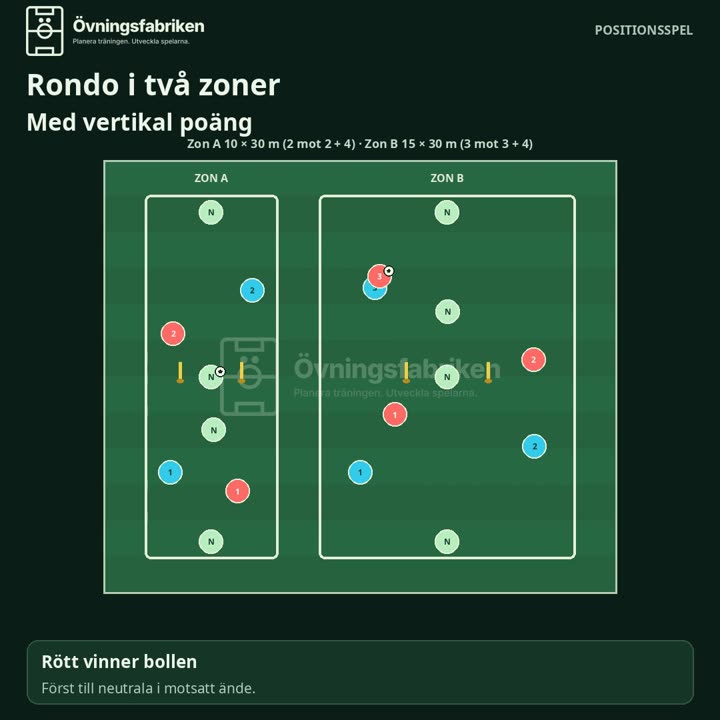 Övningsfabriken
Planera träningen. Utveckla spelarna.
POSITIONSSPEL
Rondo i två zoner
Med vertikal poäng
Zon A 10 × 30 m (2 mot 2 + 4) · Zon B 15 × 30 m (3 mot 3 + 4)
ZON A
ZON B
N
N
3
2
N
2
Övningsfabriken
Planera träningen. Utveckla spelarna.
2
N
N
1
N
2
1
1
1
N
N
Rött vinner bollen
Först till neutrala i motsatt ände.